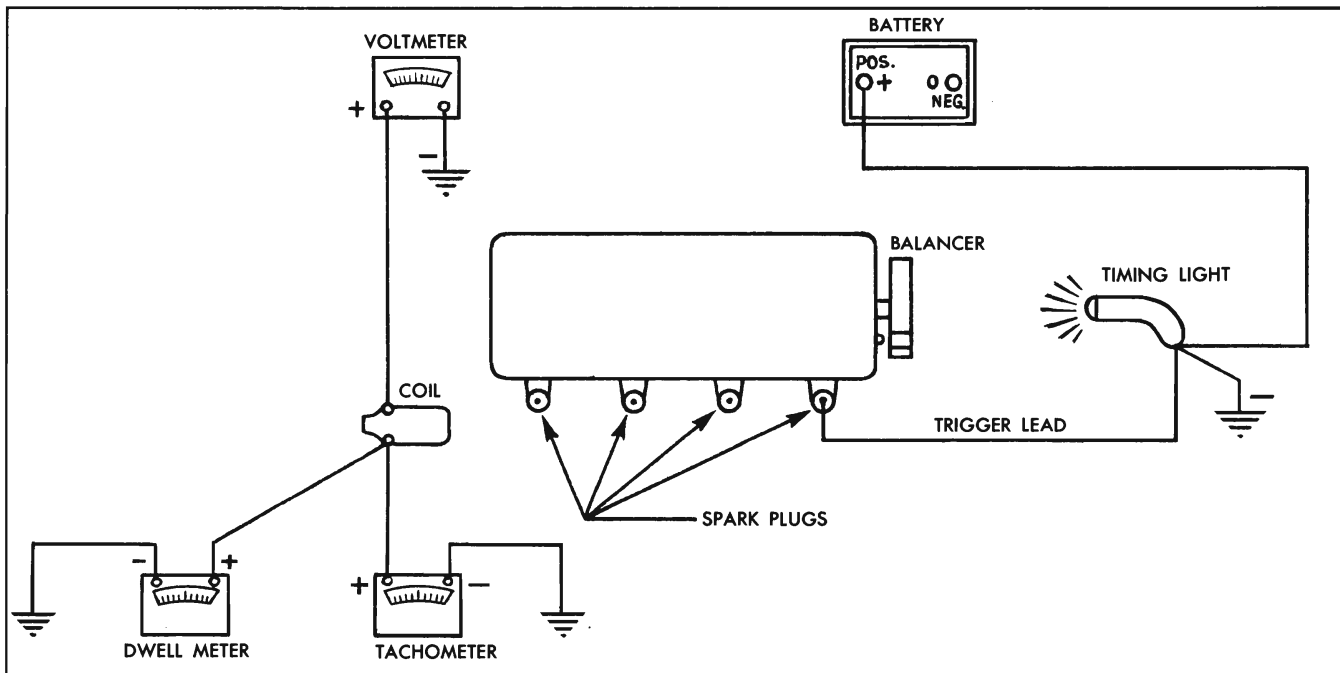 BATTERY
VOLTMETER
POS.
+ O
NEG.
+
−
BALANCER
TIMING LIGHT
COIL
−
TRIGGER LEAD
SPARK PLUGS
− +
+ −
DWELL METER
TACHOMETER